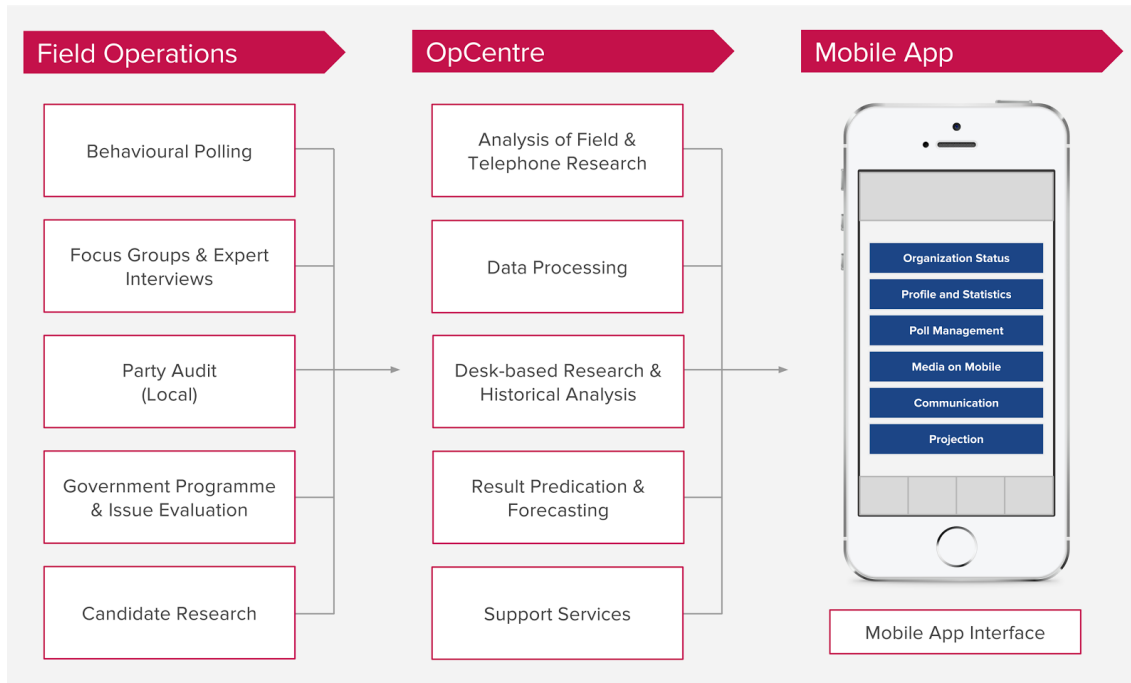 Field Operations
OpCentre
Mobile App
Behavioural Polling
Focus Groups & Expert
Interviews
Party Audit
(Local)
Government Programme
& Issue Evaluation
Candidate Research
Analysis of Field &
Telephone Research
Data Processing
Desk-based Research &
Historical Analysis
Result Predication &
Forecasting
Support Services
Organization Status
Profile and Statistics
Poll Management
Media on Mobile
Communication
Projection
Mobile App Interface